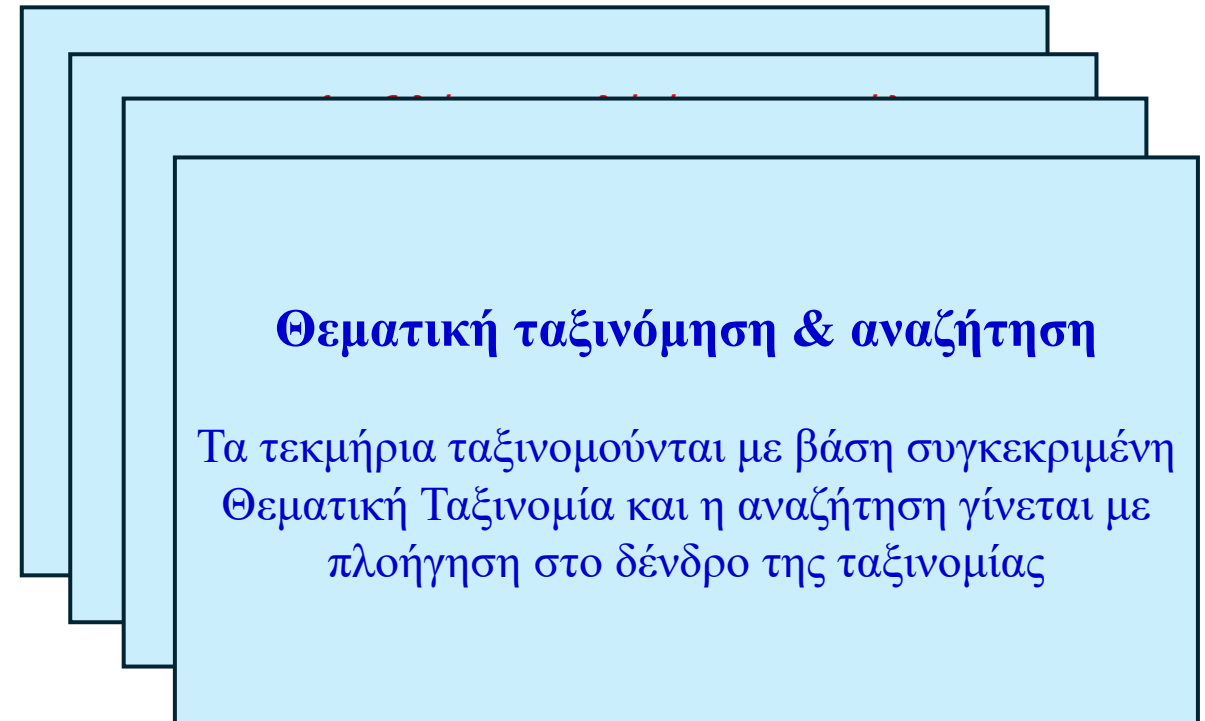 Θεματική ταξινόμηση & αναζήτηση
Τα τεκμήρια ταξινομούνται με βάση συγκεκριμένη
Θεματική Ταξινομία και η αναζήτηση γίνεται με
πλοήγηση στο δένδρο της ταξινομίας